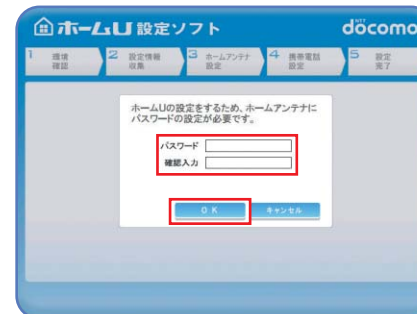 ホームU 設定ソフト
NTT docomo
1 環境確認
2 設定情報収集
3 ホームアンテナ設定
4 携帯電話設定
5 設定完了
ホームUの設定をするため、ホームアンテナに
パスワードの設定が必要です。
パスワード
確認入力
OK
キャンセル